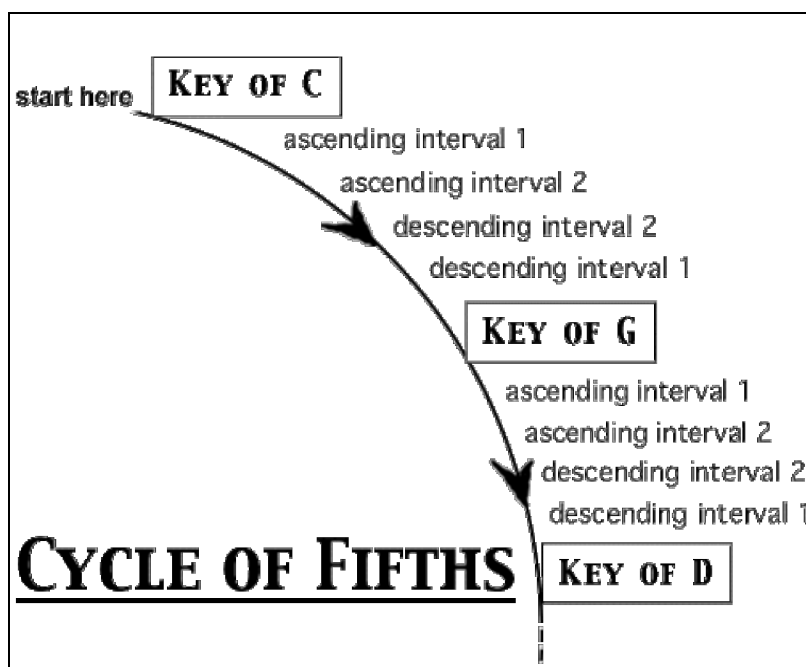 KEY OF C
start here
ascending interval 1
ascending interval 2
descending interval 2
descending interval 1
KEY OF G
ascending interval 1
ascending interval 2
descending interval 2
descending interval 1
CYCLE OF FIFTHS
KEY OF D